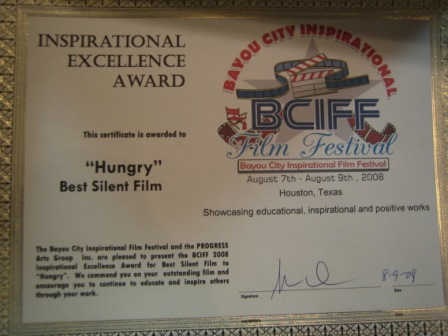 INSPIRATIONAL
EXCELLENCE
AWARD
This certificate is awarded to
"Hungry"
Best Silent Film
BAYOU CITY INSPIRATIONAL
BCIFF
Film Festival
Bayou City Inspirational Film Festival
August 7th - August 9th, 2008
Houston, Texas
Showcasing educational, inspirational and positive works
The Bayou City Inspirational Film Festival and the PROGRESS
Arts Group Inc. are pleased to present the BCIFF 2008
Inspirational Excellence Award for Best Silent Film to
"Hungry". We commend you on your outstanding film and
encourage you to continue to educate and inspire others
through your work.
Signature
Date